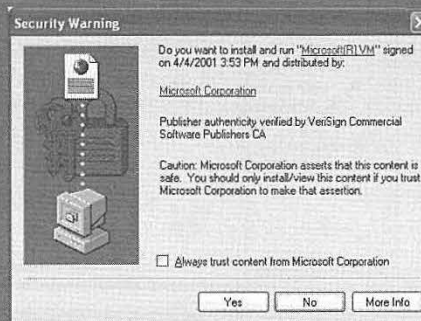 Security Warning
Do you want to install and run "Microsoft(R) VM" signed
on 4/4/2001 3:53 PM and distributed by:
Microsoft Corporation
Publisher authenticity verified by VeriSign Commercial
Software Publishers CA
Caution: Microsoft Corporation asserts that this content is
safe. You should only install/view this content if you trust
Microsoft Corporation to make that assertion.
Always trust content from Microsoft Corporation
Yes No More Info